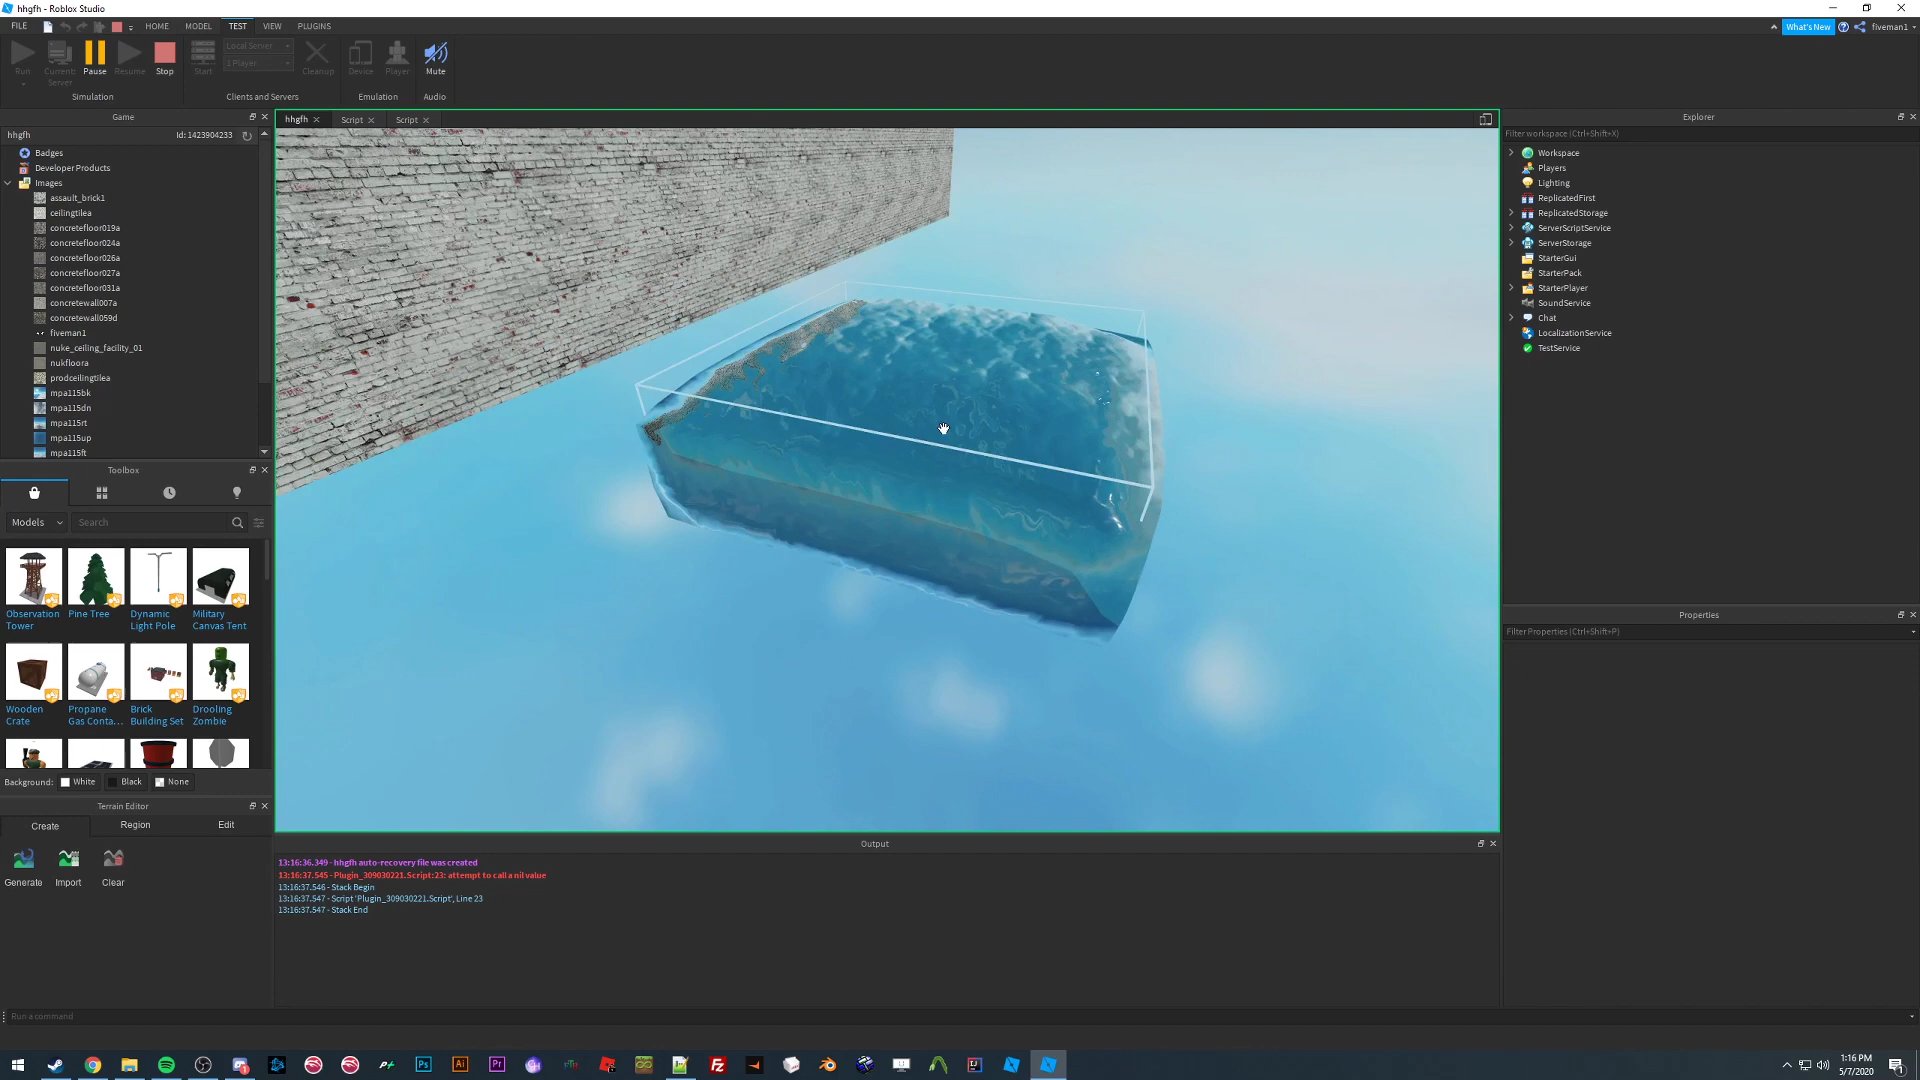 hhgfh - Roblox Studio
FILE
HOME
MODEL
TEST
VIEW
PLUGINS
What's New
fiveman1
Run
Current: Server
Pause
Resume
Stop
Start
Local Server
1 Player
Cleanup
Device
Player
Mute
Simulation
Clients and Servers
Emulation
Audio
Game
hhgfh
Id: 1423904233
Badges
Developer Products
Images
assault_brick1
ceilingtilea
concretefloor019a
concretefloor024a
concretefloor026a
concretefloor027a
concretefloor031a
concretewall007a
concretewall059d
fiveman1
nuke_ceiling_facility_01
nukfloora
prodceilingtilea
mpa115bk
mpa115dn
mpa115rt
mpa115up
mpa115ft
Toolbox
Models
Search
Observation Tower
Pine Tree
Dynamic Light Pole
Military Canvas Tent
Wooden Crate
Propane Gas Conta...
Brick Building Set
Drooling Zombie
Background:
White
Black
None
Terrain Editor
Create
Region
Edit
Generate
Import
Clear
hhgfh
Script
Script
Output
13:16:36.349 - hhgfh auto-recovery file was created
13:16:37.545 - Plugin_309030221.Script:23: attempt to call a nil value
13:16:37.546 - Stack Begin
13:16:37.547 - Script 'Plugin_309030221.Script', Line 23
13:16:37.547 - Stack End
Run a command
Explorer
Filter workspace (Ctrl+Shift+X)
Workspace
Players
Lighting
ReplicatedFirst
ReplicatedStorage
ServerScriptService
ServerStorage
StarterGui
StarterPack
StarterPlayer
SoundService
Chat
LocalizationService
TestService
Properties
Filter Properties (Ctrl+Shift+P)
Ps
Ai
Pr
1:16 PM
5/7/2020